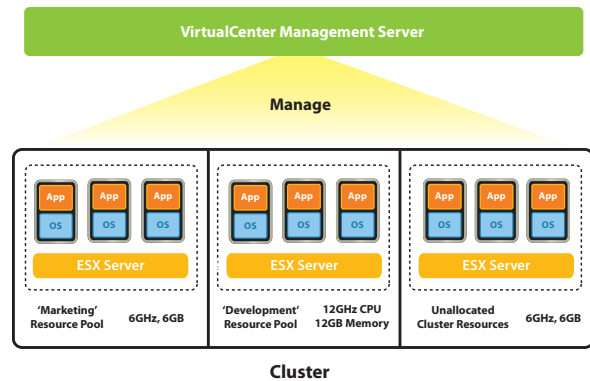 VirtualCenter Management Server
Manage
App App App
OS OS OS
ESX Server
‘Marketing’
Resource Pool
6GHz, 6GB
App App App
OS OS OS
ESX Server
‘Development’
Resource Pool
12GHz CPU
12GB Memory
App App App
OS OS OS
ESX Server
Unallocated
Cluster Resources
6GHz, 6GB
Cluster